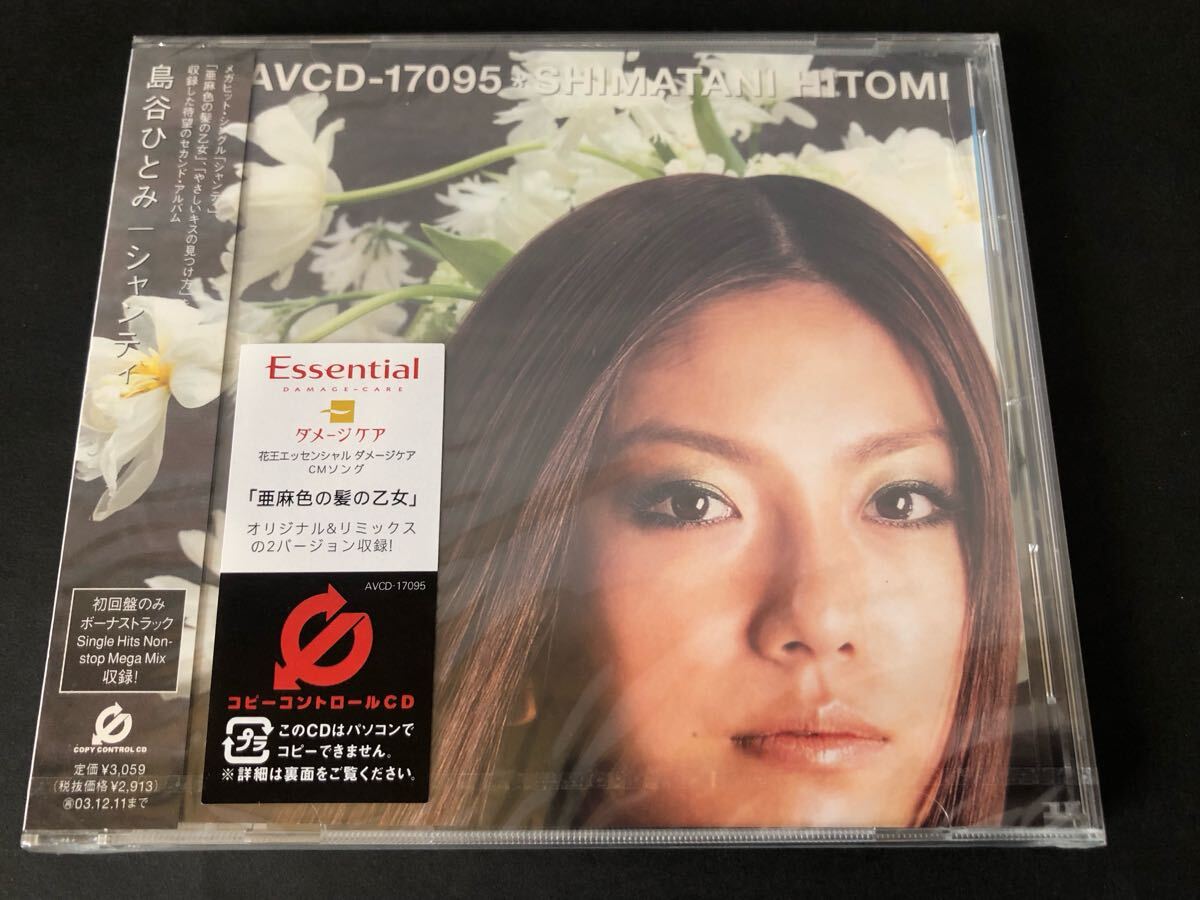 AVCD-17095*SHIMATANI HITOMI
島谷ひとみ|シャンティ
メガヒット・シングル「シャンティ」
「亜麻色の髪の乙女」、「やさしいキスの見つけ方」を
収録した待望のセカンド・アルバム
初回盤のみ
ボーナストラック
Single Hits Non-
stop Mega Mix
収録!
COPY CONTROL CD
定価¥3,059
(税抜価格¥2,913)
03.12.11まで
Essential
DAMAGE-CARE
ダメージケア
花王エッセンシャル ダメージケア
CMソング
「亜麻色の髪の乙女」
オリジナル&リミックス
の2バージョン収録!
AVCD-17095
コピーコントロールCD
プラ
このCDはパソコンで
コピーできません。
※詳細は裏面をご覧ください。